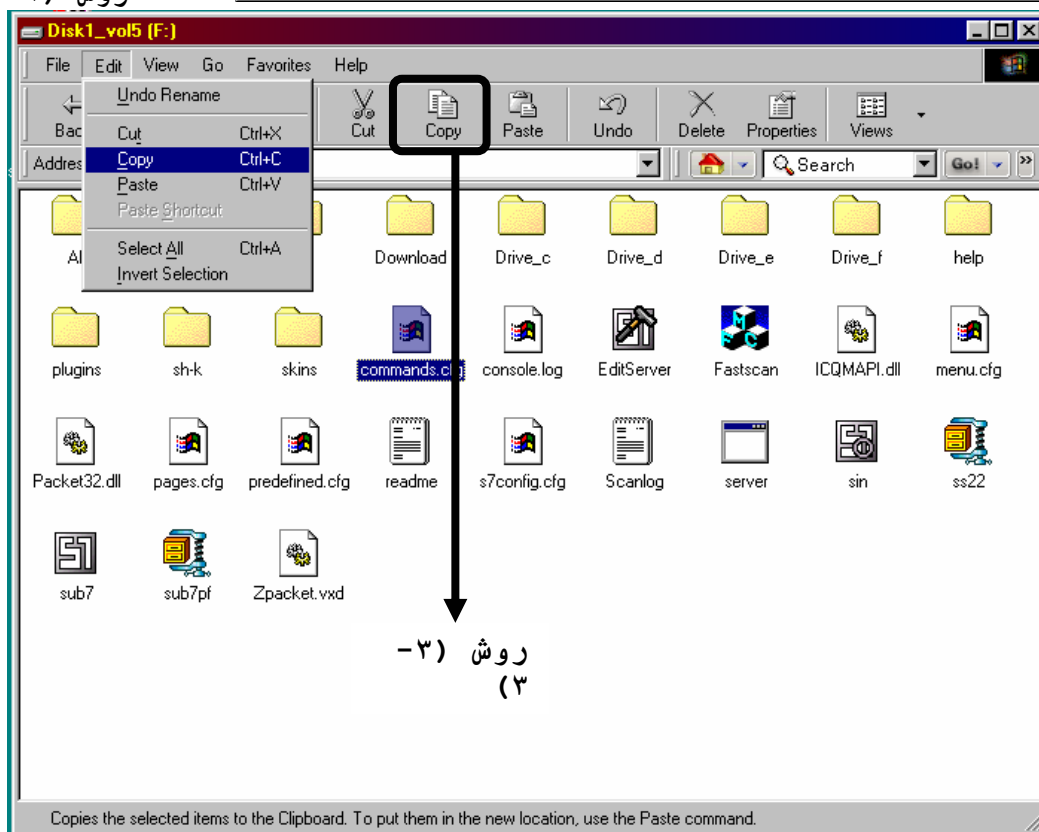 Disk1_vol5 (F:)
File Edit View Go Favorites Help
Cut Copy Paste Undo Delete Properties Views
Undo Rename
Cut Ctrl+X
Copy Ctrl+C
Paste Ctrl+V
Paste Shortcut
Select All Ctrl+A
Invert Selection
Search Go!
Download Drive_c Drive_d Drive_e Drive_f help
plugins sh-k skins commands.cfg console.log EditServer Fastscan ICQMAPI.dll menu.cfg
Packet32.dll pages.cfg predefined.cfg readme s7config.cfg Scanlog server sin ss22
sub7 sub7pf Zpacket.vxd
روش (۳-
۳)
Copies the selected items to the Clipboard. To put them in the new location, use the Paste command.